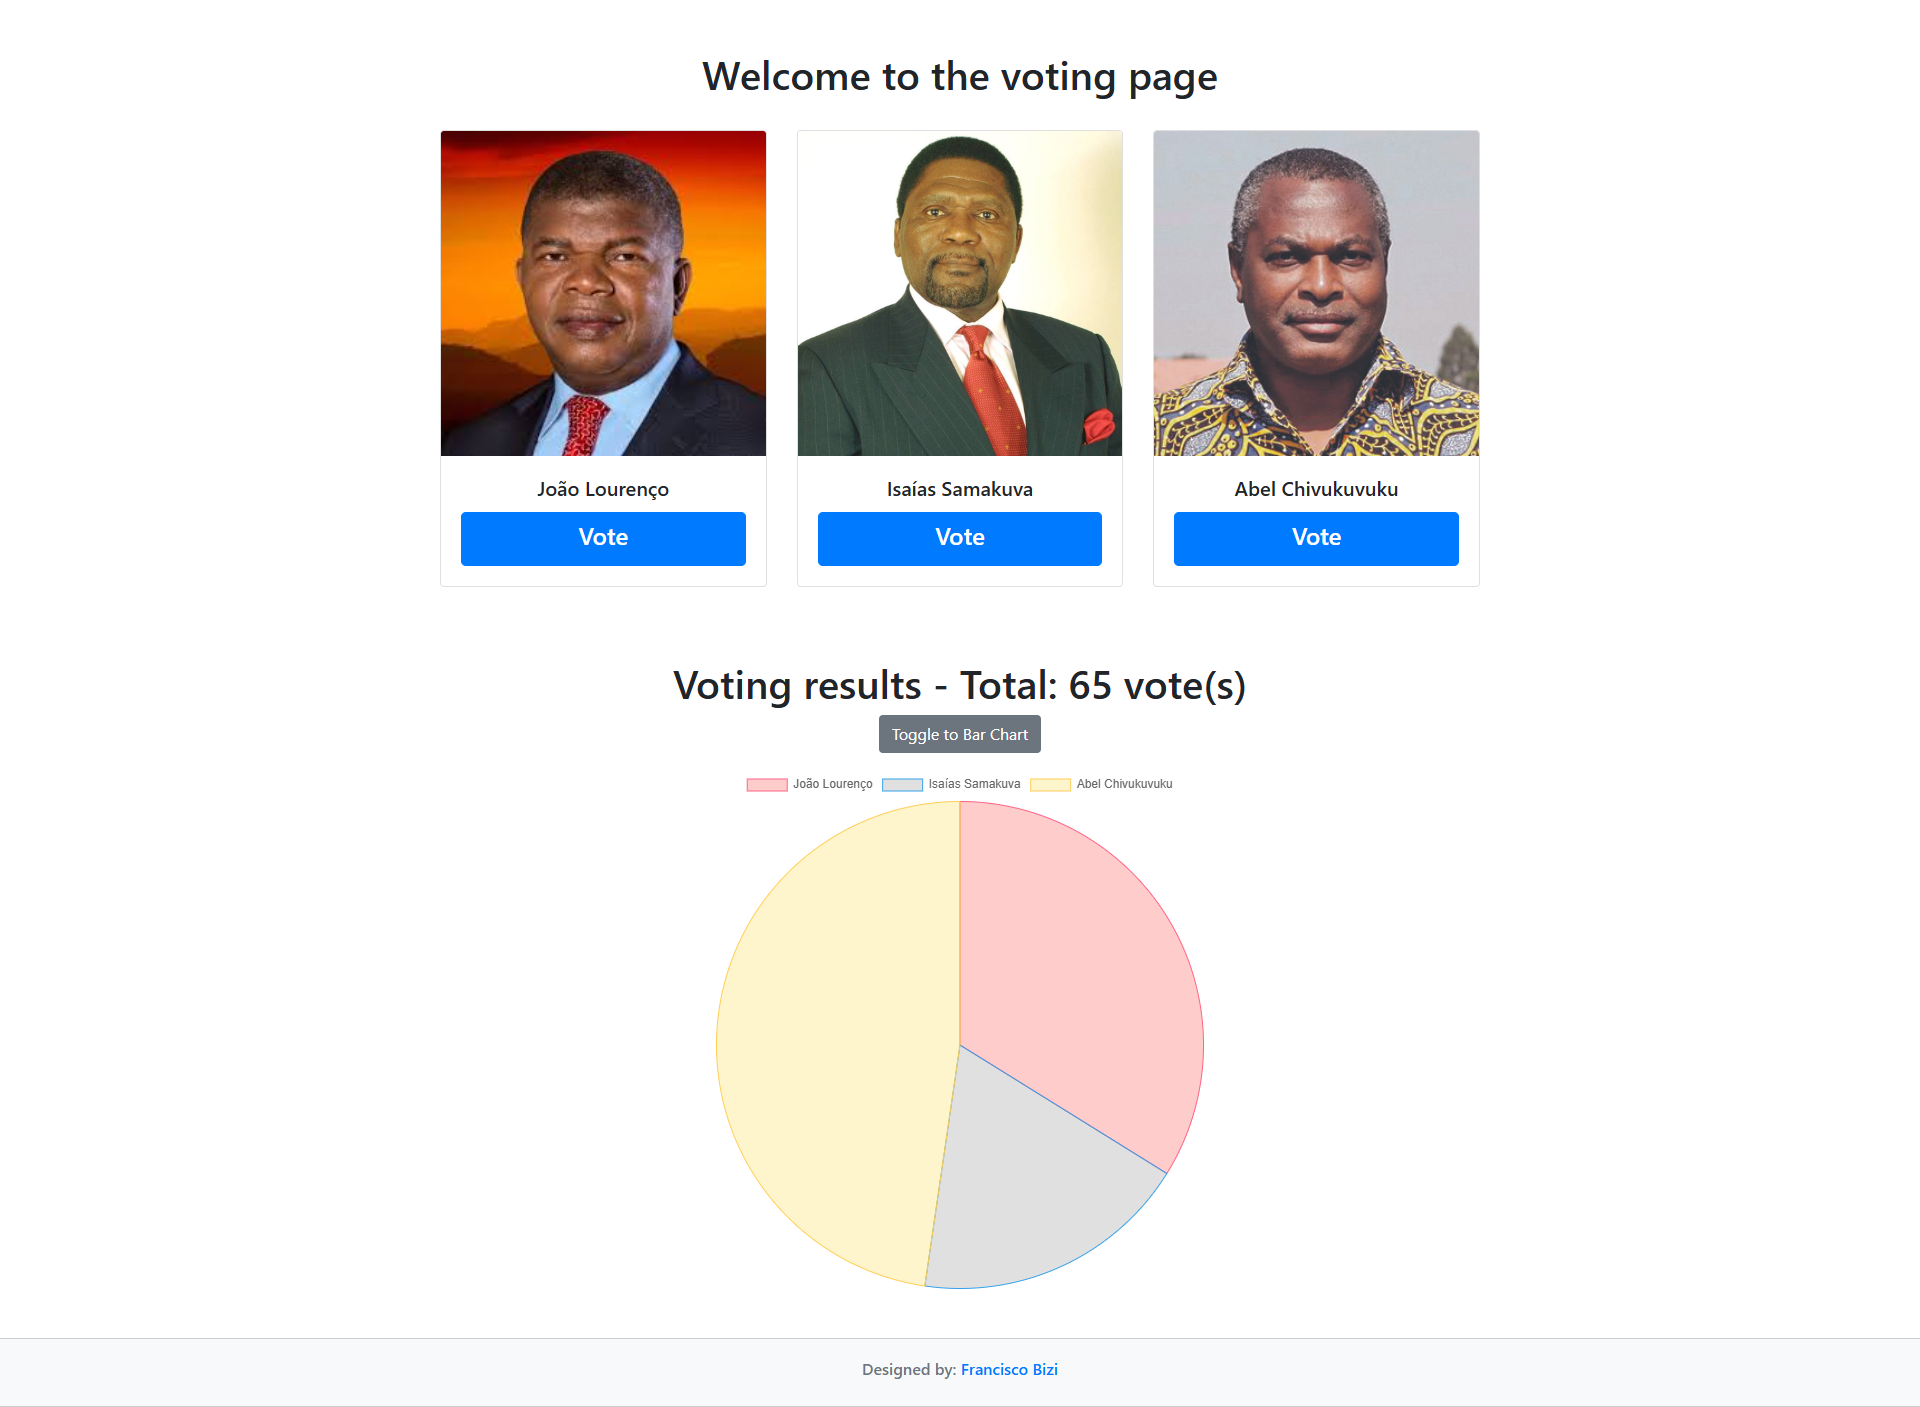 Welcome to the voting page
João Lourenço
Vote
Isaías Samakuva
Vote
Abel Chivukuvuku
Vote
Voting results - Total: 65 vote(s)
Toggle to Bar Chart
João Lourenço Isaías Samakuva Abel Chivukuvuku
Designed by: Francisco Bizi